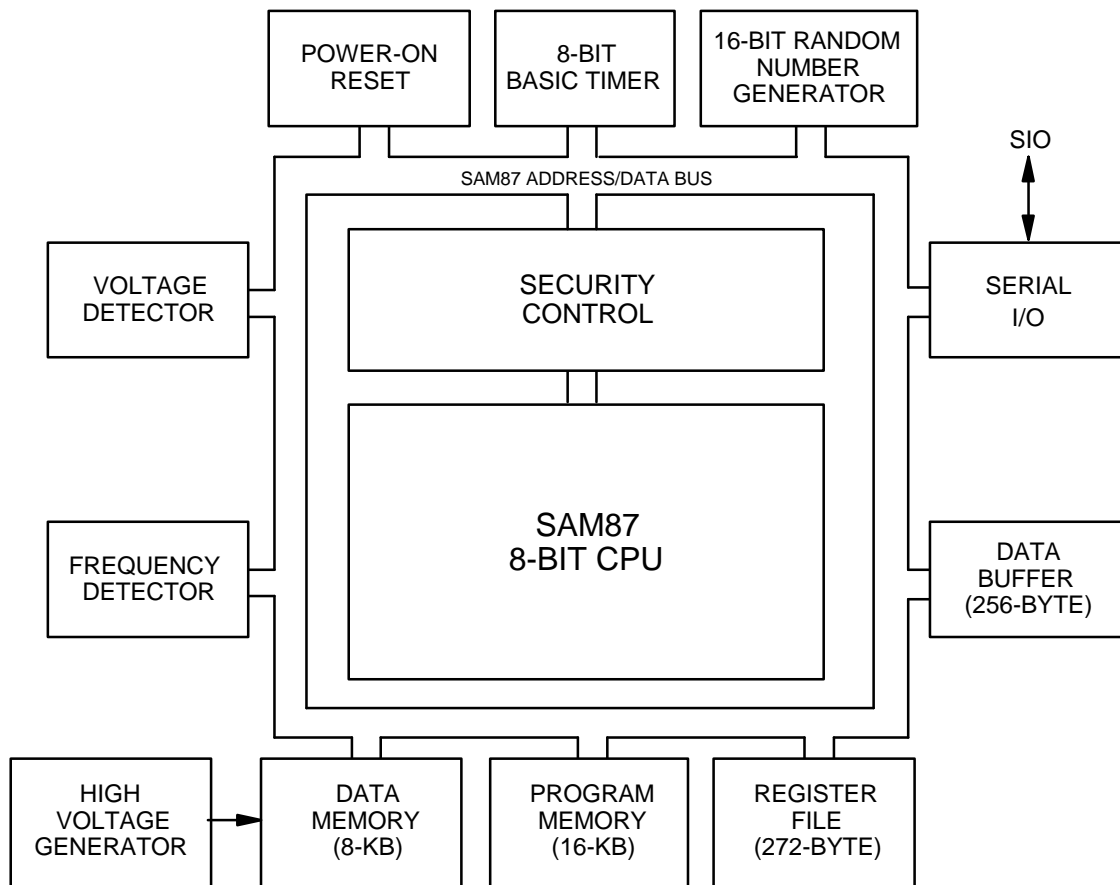 POWER-ON
RESET
8-BIT
BASIC TIMER
16-BIT RANDOM
NUMBER
GENERATOR
SIO
SAM87 ADDRESS/DATA BUS
VOLTAGE
DETECTOR
SECURITY
CONTROL
SERIAL
I/O
SAM87
8-BIT CPU
FREQUENCY
DETECTOR
DATA
BUFFER
(256-BYTE)
HIGH
VOLTAGE
GENERATOR
DATA
MEMORY
(8-KB)
PROGRAM
MEMORY
(16-KB)
REGISTER
FILE
(272-BYTE)